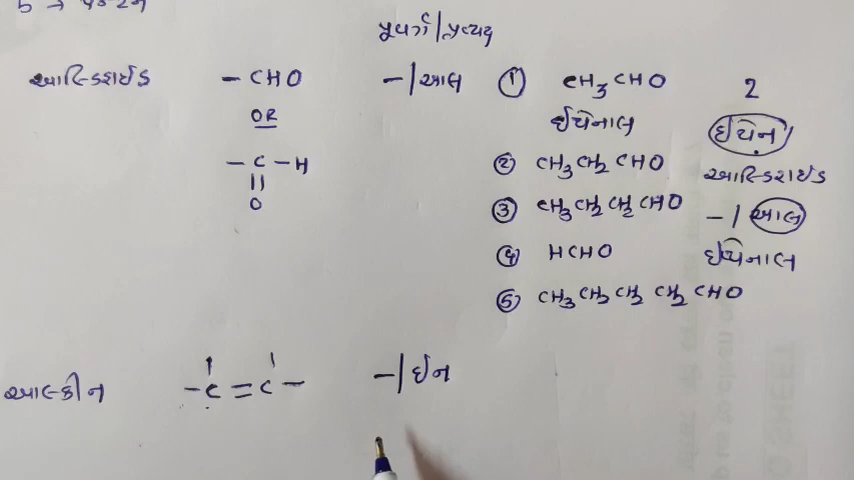 પૂર્વગ/પ્રત્યય
આલ્ડિહાઈડ -CHO -/આલ ① CH3CHO 2
OR ઈથેનાલ ઈથેન
-C-H ② CH3CH2CHO આલ્ડિહાઈડ
|| ③ CH3CH2CH2CHO -/આલ
O ④ HCHO ઈથેનાલ
⑤ CH3CH2CH2CH2CHO
આલ્કીન -C=C- -/ઈન